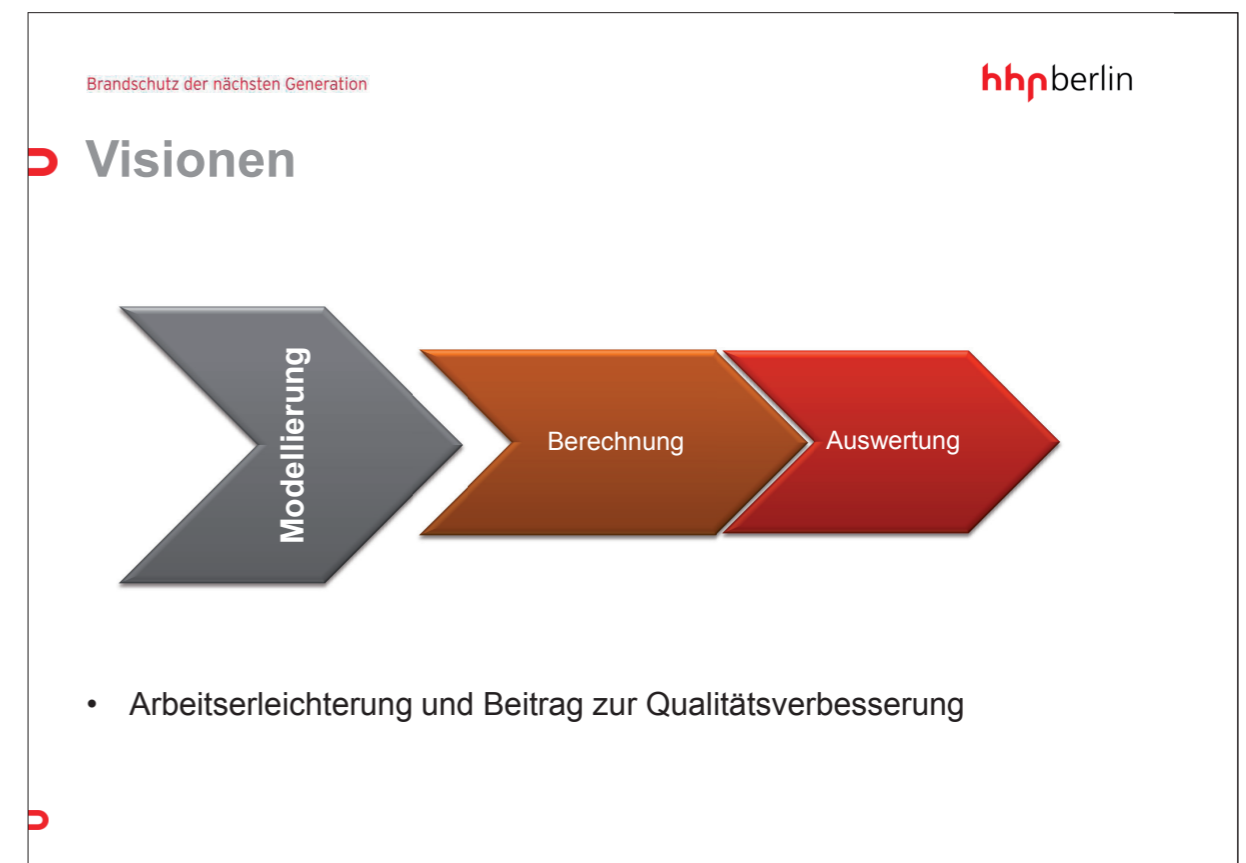 Brandschutz der nächsten Generation
hhpberlin
Visionen
Modellierung
Berechnung
Auswertung
• Arbeitserleichterung und Beitrag zur Qualitätsverbesserung